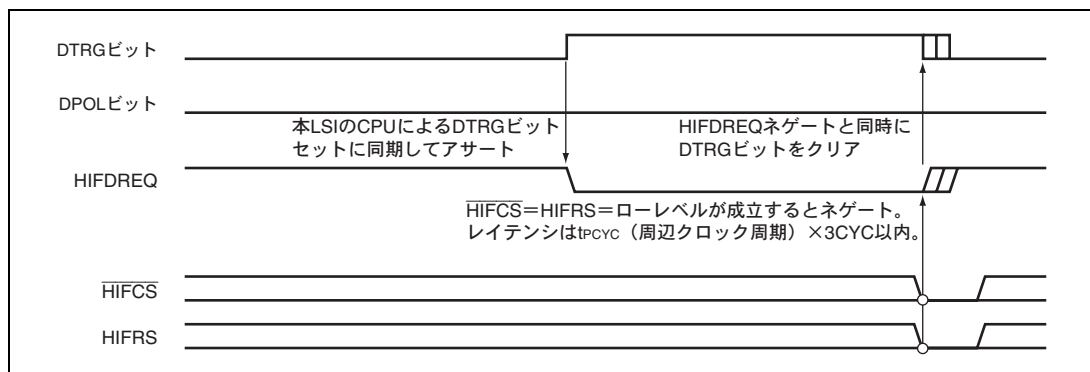 DTRGビット
DPOLビット
本LSIのCPUによるDTRGビット
セットに同期してアサート
HIFDREQネゲートと同時に
DTRGビットをクリア
HIFDREQ
HIFCS=HIFRS=ローレベルが成立するとネゲート。
レイテンシはtPCYC（周辺クロック周期）×3CYC以内。
HIFCS
HIFRS